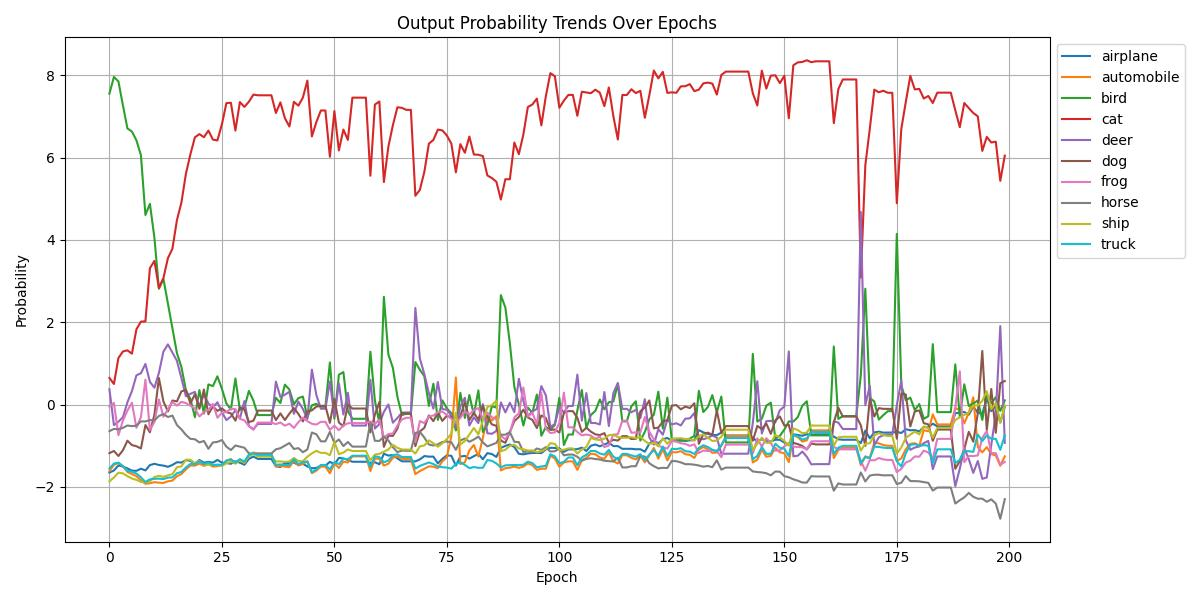 Output Probability Trends Over Epochs
Probability
8
6
4
2
0
−2
0 25 50 75 100 125 150 175 200
Epoch
airplane
automobile
bird
cat
deer
dog
frog
horse
ship
truck